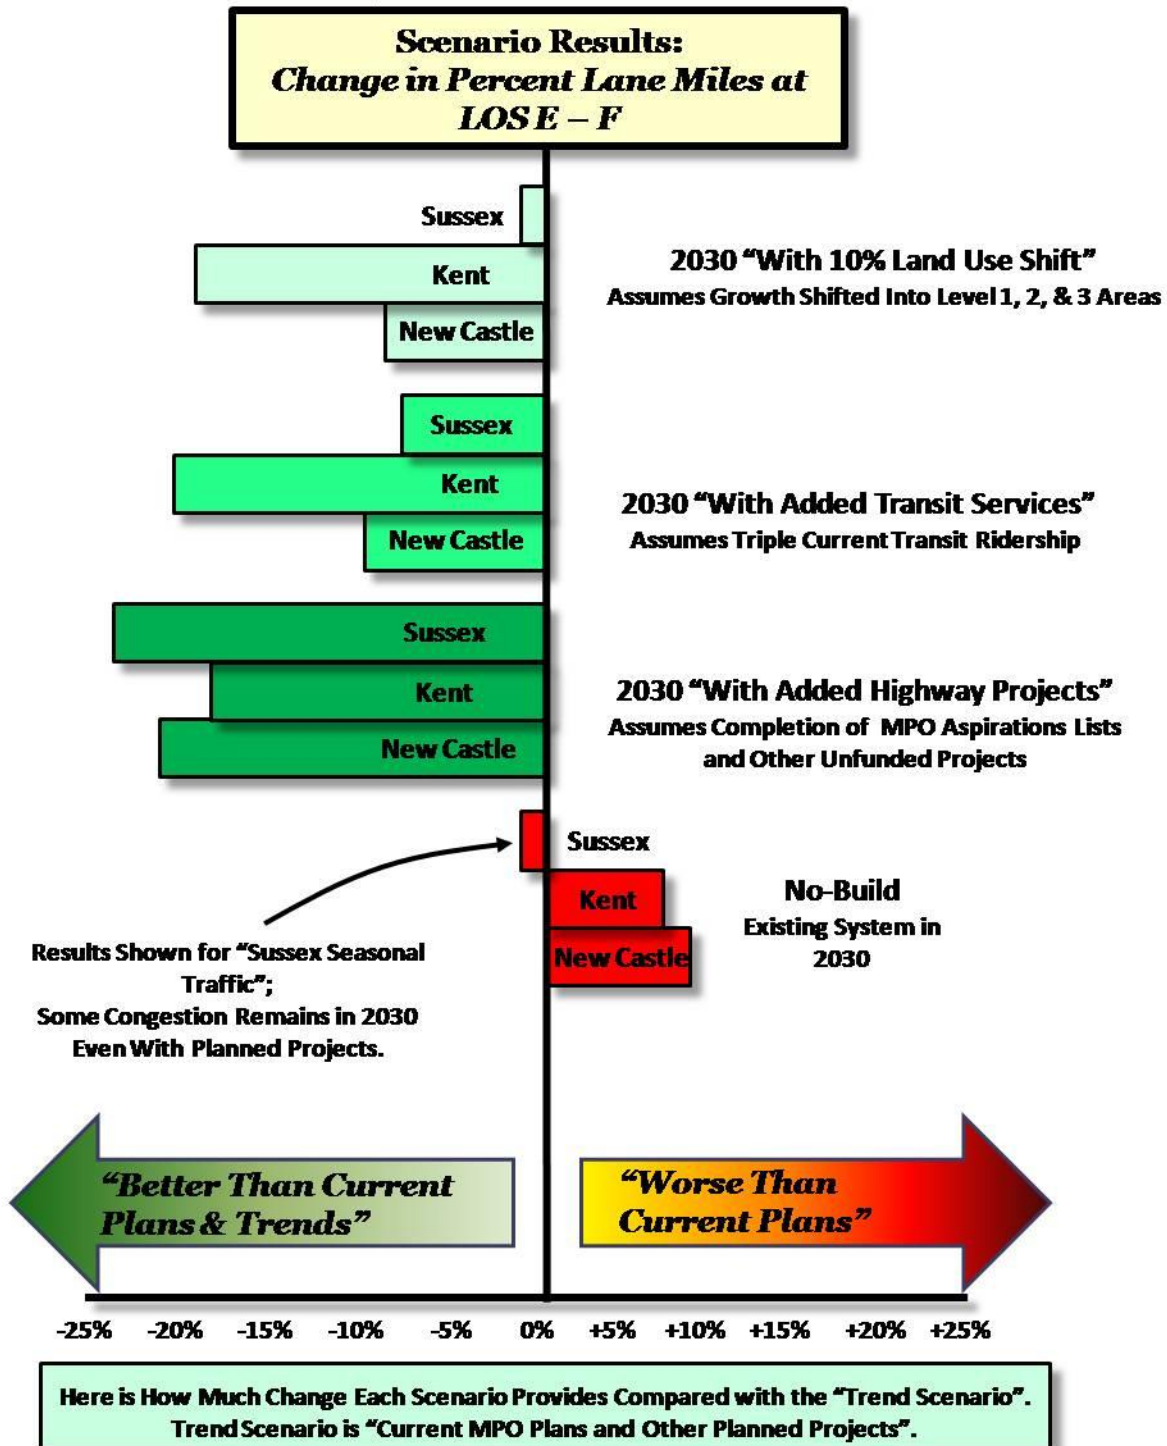 Scenario Results:
Change in Percent Lane Miles at
LOS E – F
Sussex
Kent
New Castle
2030 “With 10% Land Use Shift”
Assumes Growth Shifted Into Level 1, 2, & 3 Areas
Sussex
Kent
New Castle
2030 “With Added Transit Services”
Assumes Triple Current Transit Ridership
Sussex
Kent
New Castle
2030 “With Added Highway Projects”
Assumes Completion of MPO Aspirations Lists
and Other Unfunded Projects
Sussex
Kent
New Castle
No-Build
Existing System in
2030
Results Shown for “Sussex Seasonal
Traffic”;
Some Congestion Remains in 2030
Even With Planned Projects.
“Better Than Current
Plans & Trends”
“Worse Than
Current Plans”
-25% -20% -15% -10% -5% 0% +5% +10% +15% +20% +25%
Here is How Much Change Each Scenario Provides Compared with the “Trend Scenario”.
Trend Scenario is “Current MPO Plans and Other Planned Projects”.